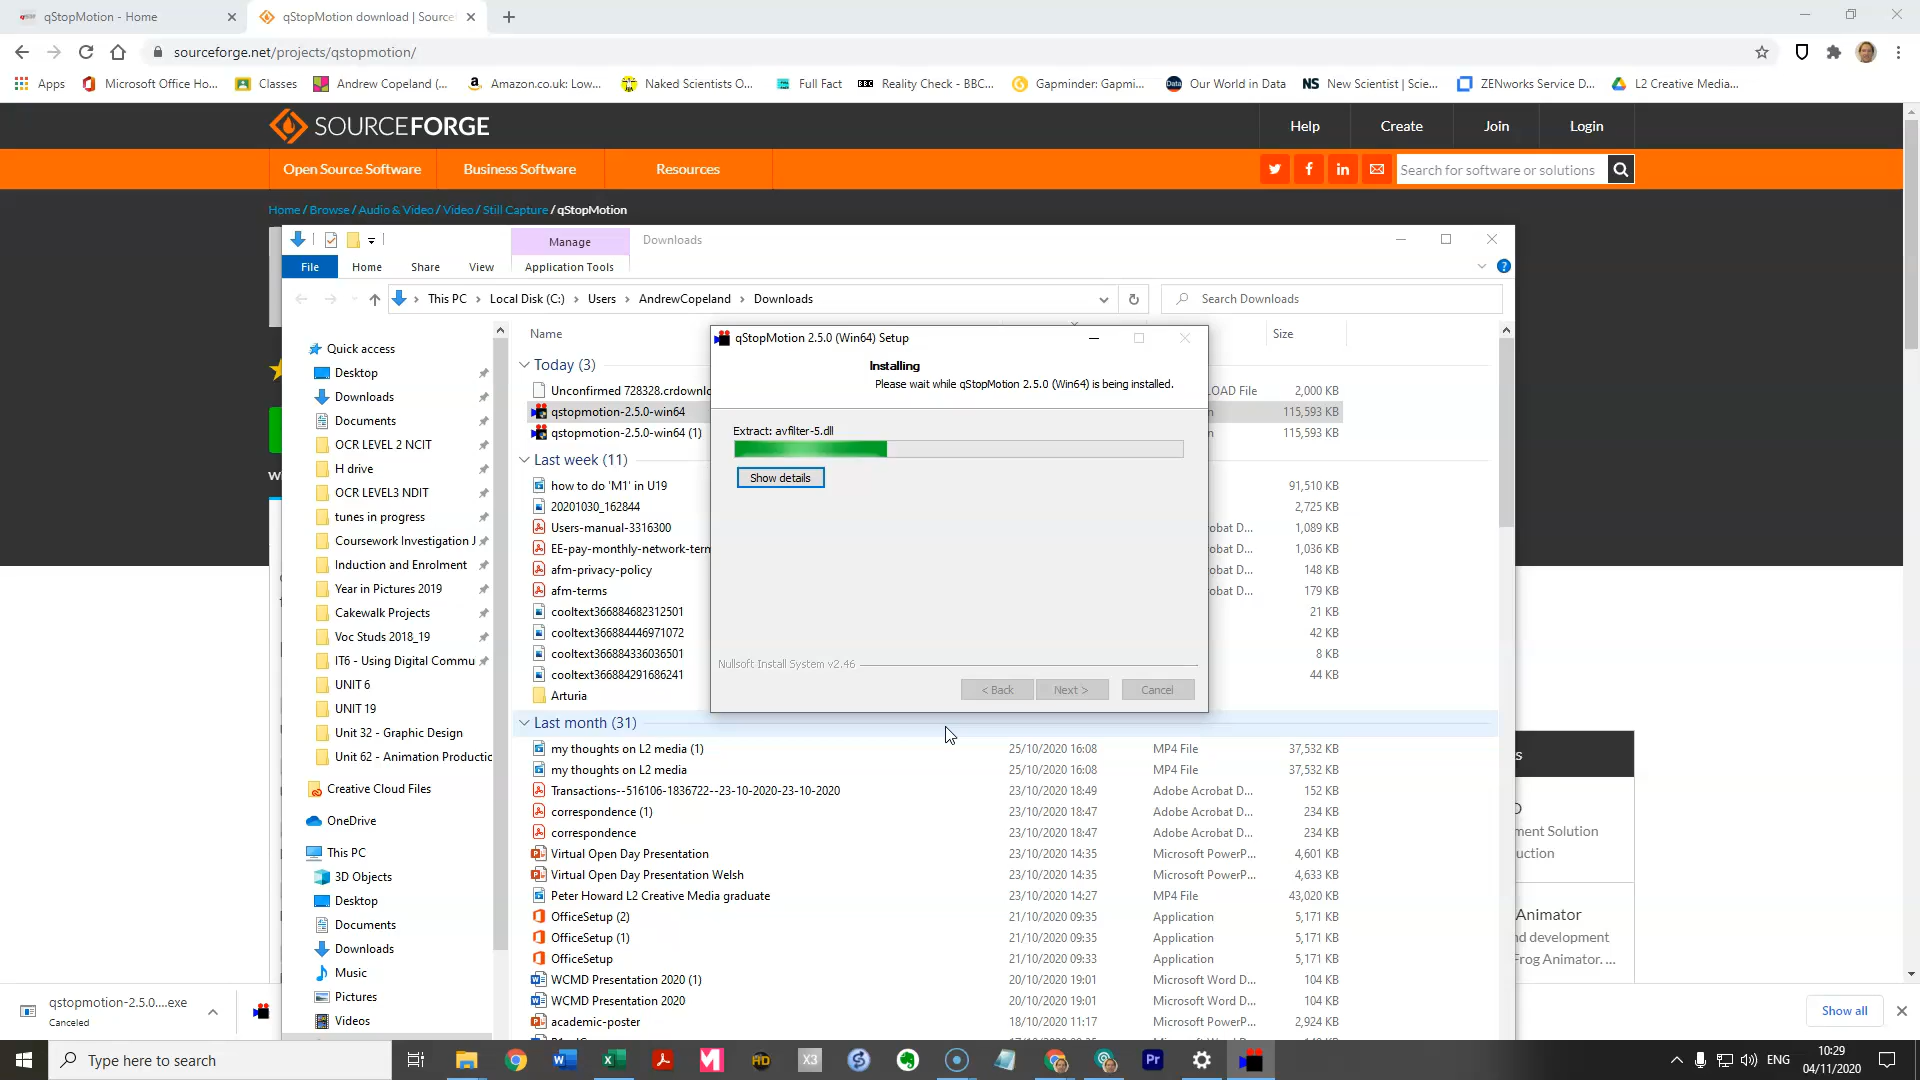 qStopMotion - Home
qStopMotion download | Source
sourceforge.net/projects/qstopmotion/
Apps
Microsoft Office Ho...
Classes
Andrew Copeland (...
Amazon.co.uk: Low...
Naked Scientists O...
Full Fact
Reality Check - BBC...
Gapminder: Gapmi...
Our World in Data
New Scientist | Scie...
ZENworks Service D...
L2 Creative Media...
SOURCEFORGE
Help
Create
Join
Login
Open Source Software
Business Software
Resources
Search for software or solutions
Home / Browse / Audio & Video / Video / Still Capture / qStopMotion
Manage
Downloads
File
Home
Share
View
Application Tools
This PC > Local Disk (C:) > Users > AndrewCopeland > Downloads
Search Downloads
Name
Size
Quick access
Desktop
Downloads
Documents
OCR LEVEL 2 NCIT
H drive
OCR LEVEL3 NDIT
tunes in progress
Coursework Investigation J
Induction and Enrolment
Year in Pictures 2019
Cakewalk Projects
Voc Studs 2018_19
IT6 - Using Digital Commu
UNIT 6
UNIT 19
Unit 32 - Graphic Design
Unit 62 - Animation Productic
Creative Cloud Files
OneDrive
This PC
3D Objects
Desktop
Documents
Downloads
Music
Pictures
Videos
Today (3)
Unconfirmed 728328.crdownlo
OAD File
2,000 KB
qstopmotion-2.5.0-win64
115,593 KB
qstopmotion-2.5.0-win64 (1)
115,593 KB
Last week (11)
how to do 'M1' in U19
91,510 KB
20201030_162844
2,725 KB
Users-manual-3316300
obat D...
1,089 KB
EE-pay-monthly-network-tern
obat D...
1,036 KB
afm-privacy-policy
obat D...
148 KB
afm-terms
obat D...
179 KB
cooltext366884682312501
21 KB
cooltext366884446971072
42 KB
cooltext366884336036501
8 KB
cooltext366884291686241
44 KB
Arturia
qStopMotion 2.5.0 (Win64) Setup
Installing
Please wait while qStopMotion 2.5.0 (Win64) is being installed.
Extract: avfilter-5.dll
Show details
Nullsoft Install System v2.46
< Back
Next >
Cancel
Last month (31)
my thoughts on L2 media (1)
25/10/2020 16:08
MP4 File
37,532 KB
my thoughts on L2 media
25/10/2020 16:08
MP4 File
37,532 KB
Transactions--516106-1836722--23-10-2020-23-10-2020
23/10/2020 18:49
Adobe Acrobat D...
152 KB
correspondence (1)
23/10/2020 18:47
Adobe Acrobat D...
234 KB
correspondence
23/10/2020 18:47
Adobe Acrobat D...
234 KB
Virtual Open Day Presentation
23/10/2020 14:35
Microsoft PowerP...
4,601 KB
Virtual Open Day Presentation Welsh
23/10/2020 14:35
Microsoft PowerP...
4,633 KB
Peter Howard L2 Creative Media graduate
23/10/2020 14:27
MP4 File
43,020 KB
OfficeSetup (2)
21/10/2020 09:35
Application
5,171 KB
OfficeSetup (1)
21/10/2020 09:35
Application
5,171 KB
OfficeSetup
21/10/2020 09:33
Application
5,171 KB
WCMD Presentation 2020 (1)
20/10/2020 19:01
Microsoft Word D...
104 KB
WCMD Presentation 2020
20/10/2020 19:01
Microsoft Word D...
104 KB
academic-poster
18/10/2020 11:17
Adobe Acrobat D...
2,924 KB
ment Solution
uction
Animator
nd development
Frog Animator. ...
qstopmotion-2.5.0....exe
Canceled
Show all
Type here to search
ENG
10:29
04/11/2020